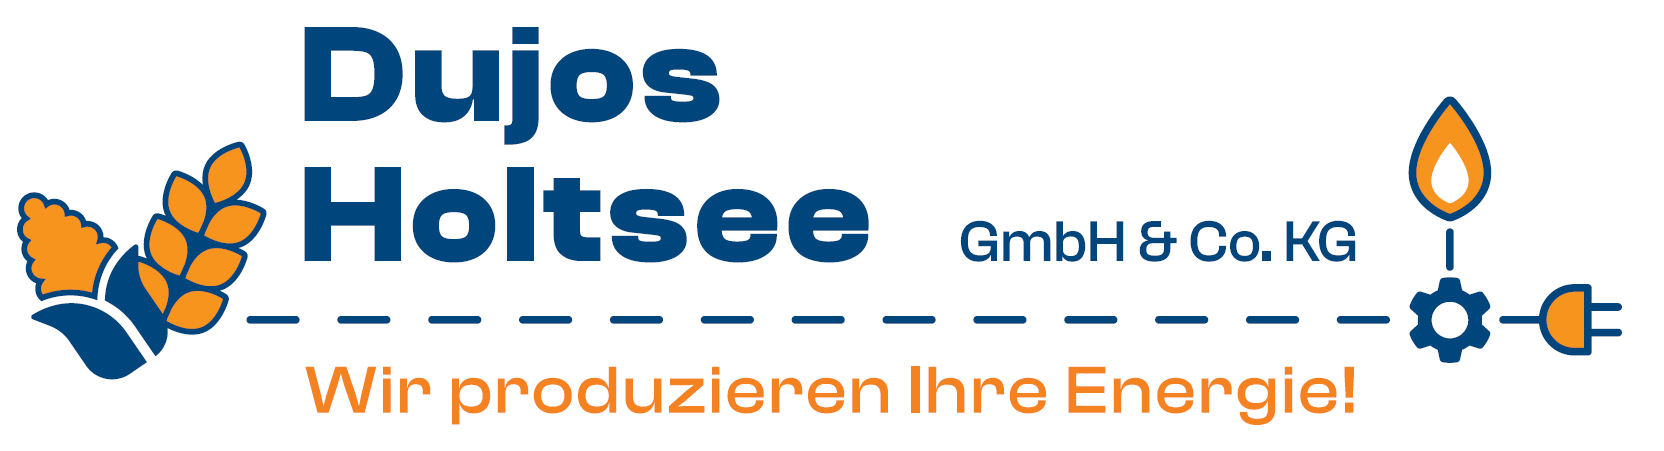 Dujos
Holtsee
GmbH & Co. KG
Wir produzieren Ihre Energie!